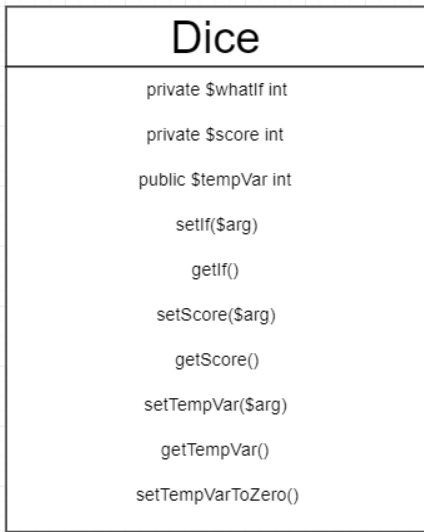 Dice
private $whatIf int
private $score int
public $tempVar int
setIf($arg)
getIf()
setScore($arg)
getScore()
setTempVar($arg)
getTempVar()
setTempVarToZero()